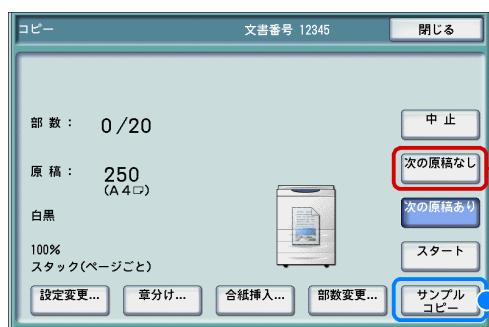 コピー
文書番号 12345
閉じる
部 数 : 0/20
中 止
原 稿 : 250
(A4)
次の原稿なし
白黒
次の原稿あり
100%
スタック(ページごと)
スタート
設定変更...
章分け...
合紙挿入...
部数変更...
サンプル
コピー